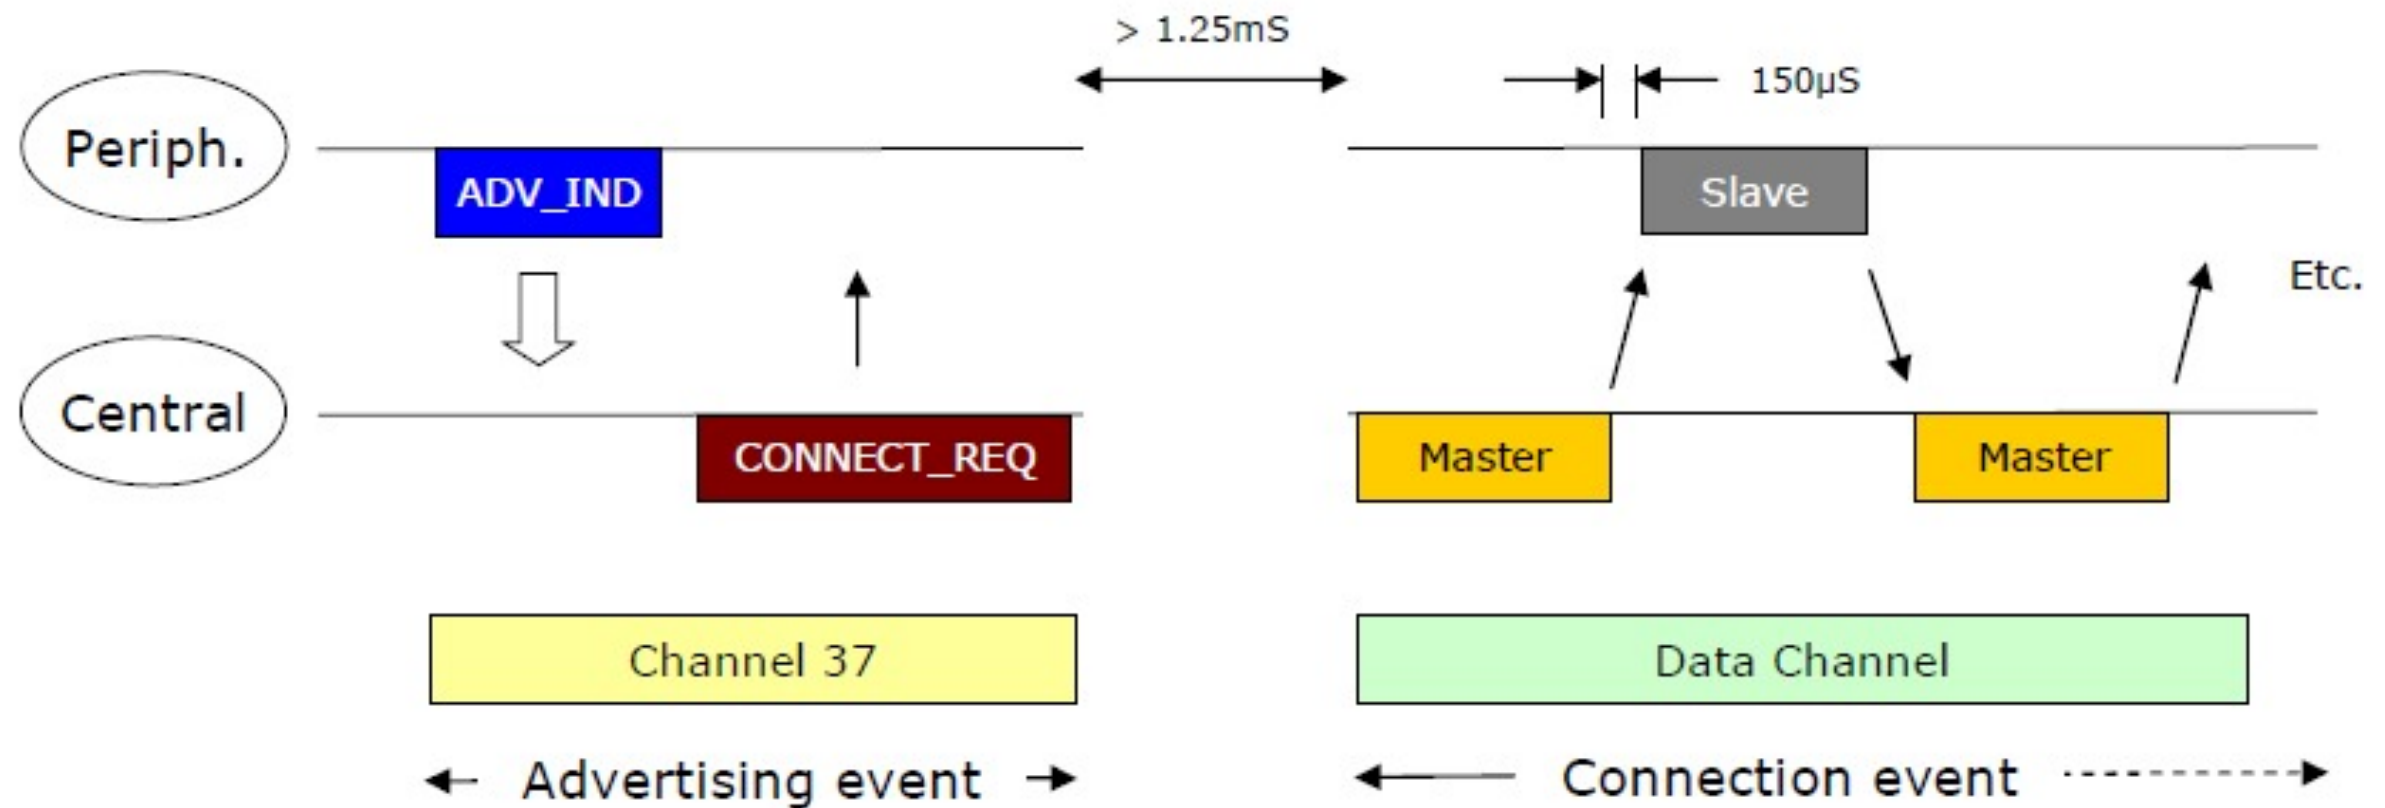 > 1.25mS
150µS
Periph.
ADV_IND
Slave
Etc.
Central
CONNECT_REQ
Master
Master
Channel 37
Data Channel
Advertising event
Connection event